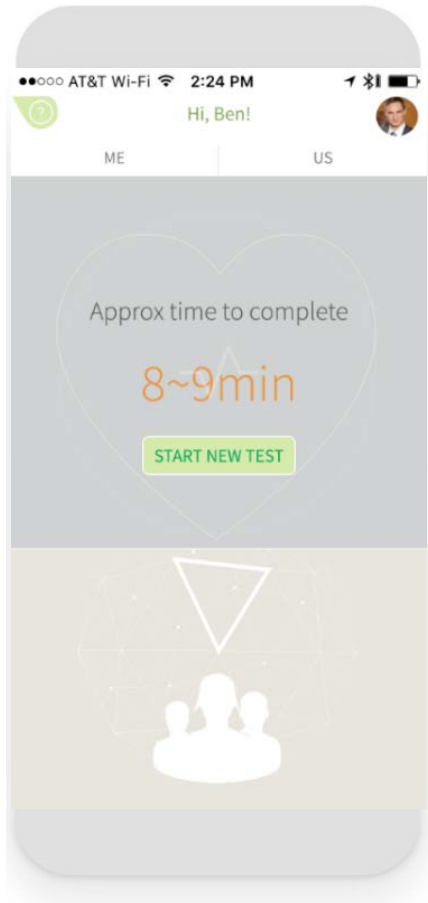 AT&T Wi-Fi 2:24 PM
?
Hi, Ben!
ME US
Approx time to complete
8~9min
START NEW TEST